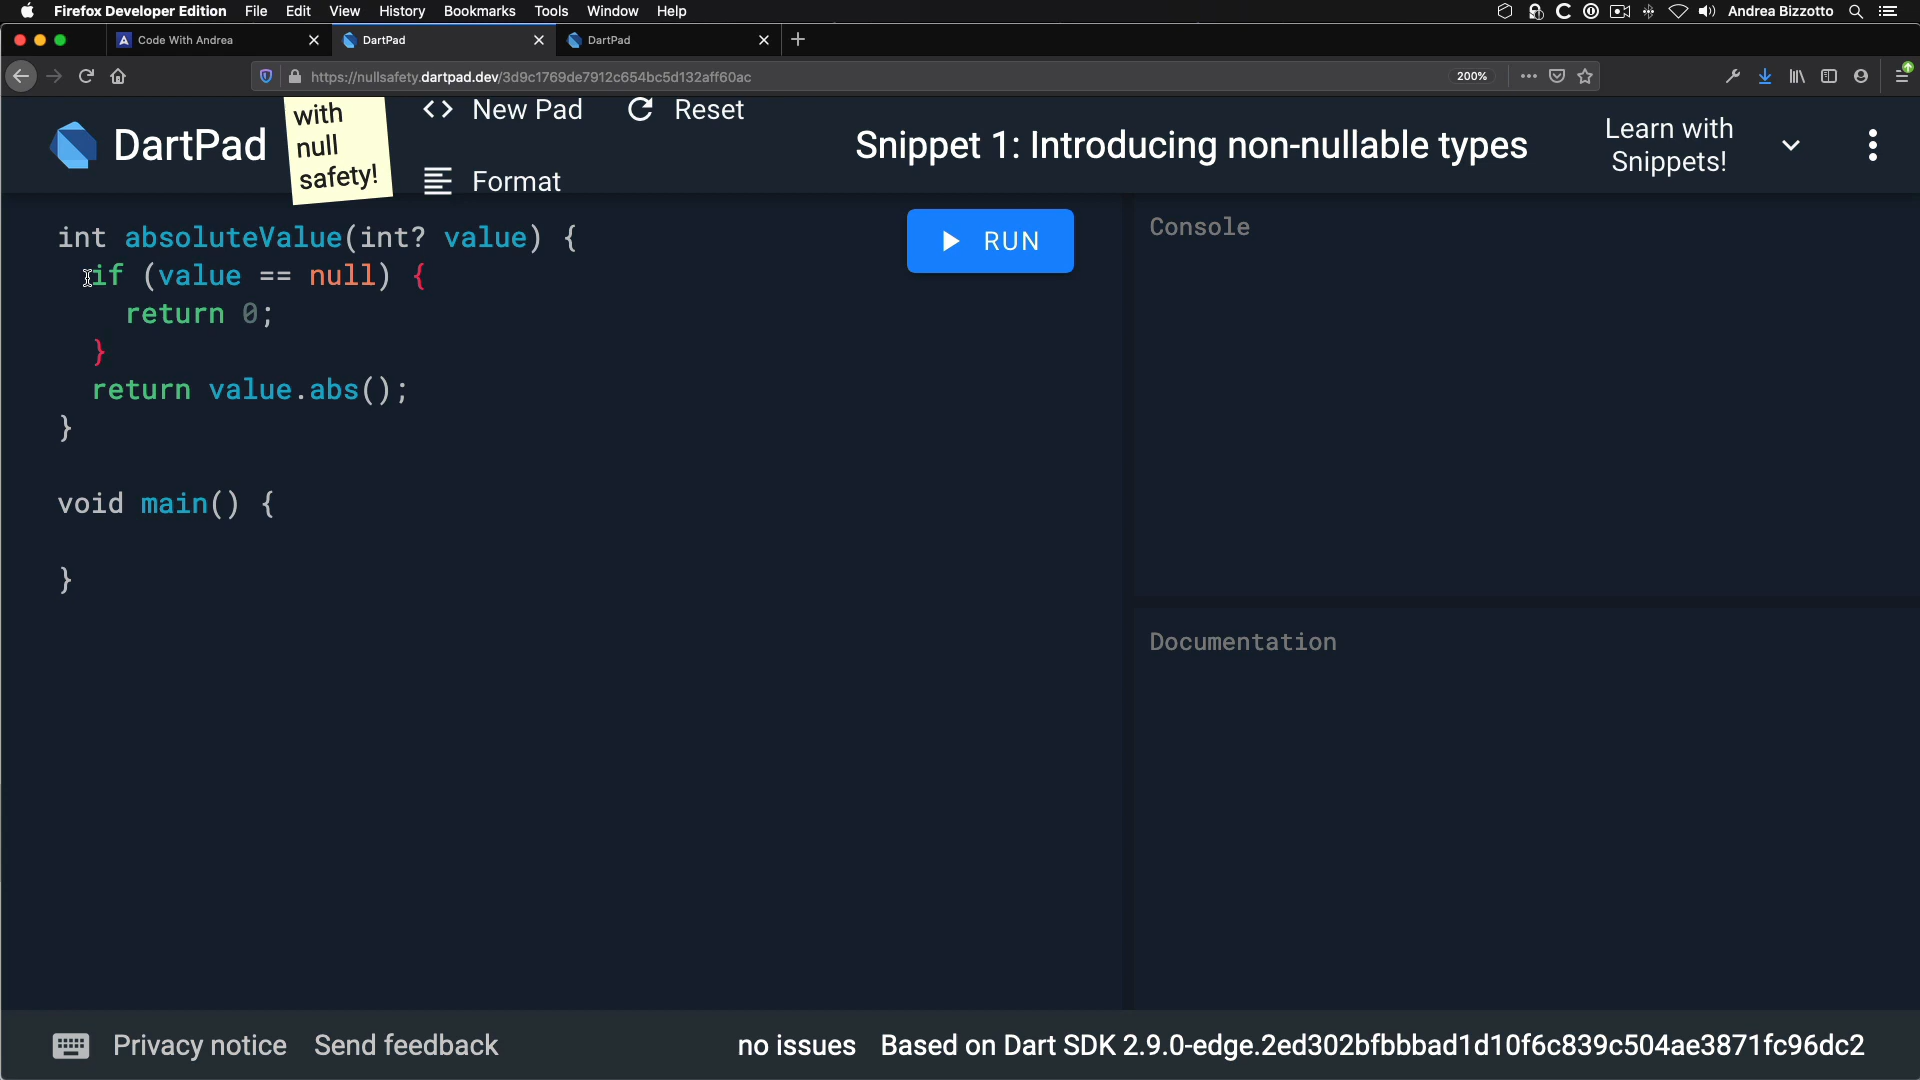 Firefox Developer Edition File Edit View History Bookmarks Tools Window Help Andrea Bizzotto
Code With Andrea DartPad DartPad
https://nullsafety.dartpad.dev/3d9c1769de7912c654bc5d132aff60ac 200%
DartPad
with
null
safety!
New Pad Reset
Format
Snippet 1: Introducing non-nullable types
Learn with
Snippets!
int absoluteValue(int? value) {
if (value == null) {
return 0;
}
return value.abs();
}
void main() {
}
RUN
Console
Documentation
Privacy notice Send feedback no issues Based on Dart SDK 2.9.0-edge.2ed302bfbbbad1d10f6c839c504ae3871fc96dc2